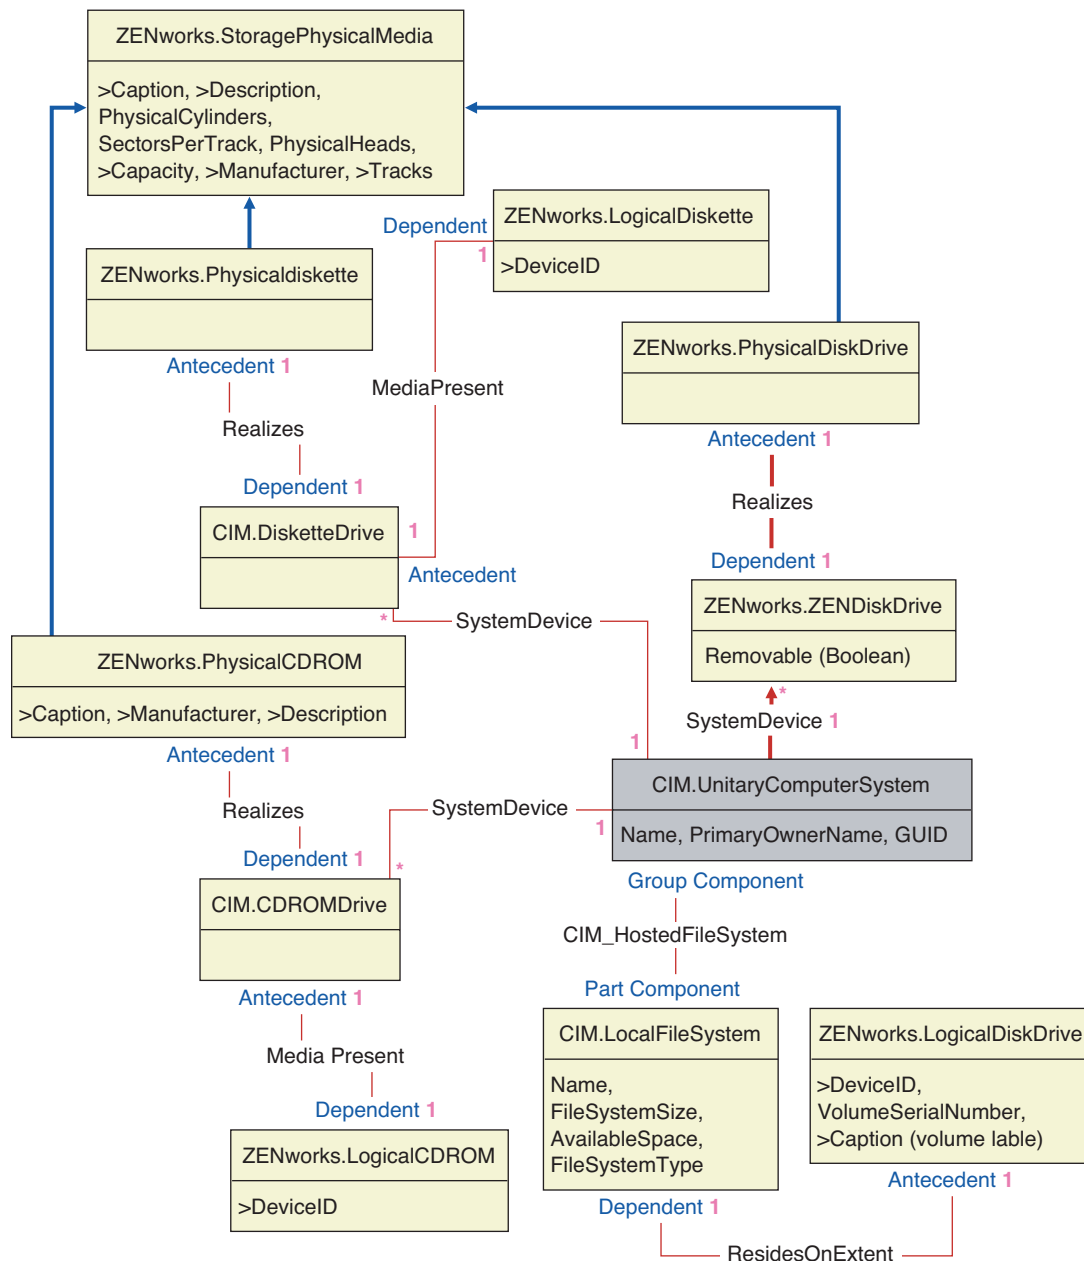 ZENworks.StoragePhysicalMedia
>Caption, >Description,
PhysicalCylinders,
SectorsPerTrack, PhysicalHeads,
>Capacity, >Manufacturer, >Tracks
Dependent
1
ZENworks.LogicalDiskette
>DeviceID
ZENworks.Physicaldiskette
Antecedent 1
Realizes
Dependent 1
MediaPresent
ZENworks.PhysicalDiskDrive
Antecedent 1
Realizes
Dependent 1
CIM.DisketteDrive
1
Antecedent
*
SystemDevice
1
ZENworks.ZENDiskDrive
Removable (Boolean)
*
SystemDevice 1
ZENworks.PhysicalCDROM
>Caption, >Manufacturer, >Description
Antecedent 1
Realizes
Dependent 1
SystemDevice
1
*
CIM.UnitaryComputerSystem
Name, PrimaryOwnerName, GUID
Group Component
CIM_HostedFileSystem
Part Component
CIM.CDROMDrive
Antecedent 1
Media Present
Dependent 1
ZENworks.LogicalCDROM
>DeviceID
CIM.LocalFileSystem
Name,
FileSystemSize,
AvailableSpace,
FileSystemType
Dependent 1
ZENworks.LogicalDiskDrive
>DeviceID,
VolumeSerialNumber,
>Caption (volume lable)
Antecedent 1
ResidesOnExtent